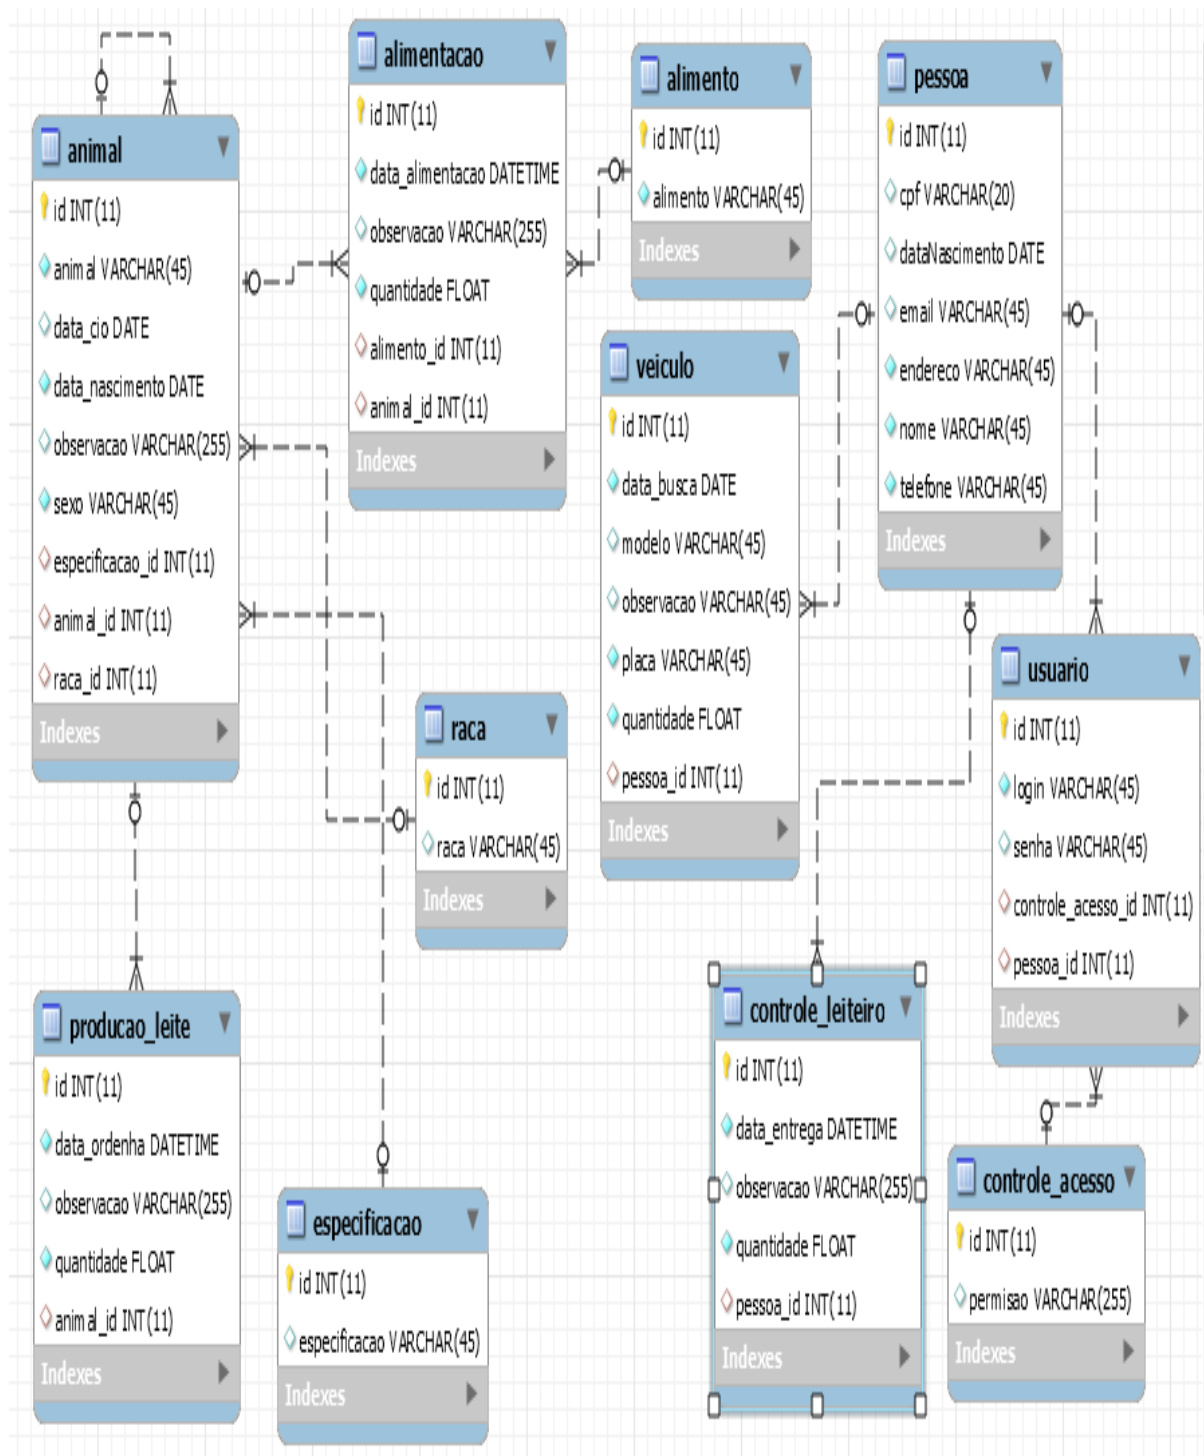 animal
id INT(11)
animal VARCHAR(45)
data_cio DATE
data_nascimento DATE
observacao VARCHAR(255)
sexo VARCHAR(45)
especificacao_id INT(11)
animal_id INT(11)
raca_id INT(11)
Indexes
alimentacao
id INT(11)
data_alimentacao DATETIME
observacao VARCHAR(255)
quantidade FLOAT
alimento_id INT(11)
animal_id INT(11)
Indexes
alimento
id INT(11)
alimento VARCHAR(45)
Indexes
pessoa
id INT(11)
cpf VARCHAR(20)
dataNascimento DATE
email VARCHAR(45)
endereco VARCHAR(45)
nome VARCHAR(45)
telefone VARCHAR(45)
Indexes
veiculo
id INT(11)
data_busca DATE
modelo VARCHAR(45)
observacao VARCHAR(45)
placa VARCHAR(45)
quantidade FLOAT
pessoa_id INT(11)
Indexes
usuario
id INT(11)
login VARCHAR(45)
senha VARCHAR(45)
controle_acesso_id INT(11)
pessoa_id INT(11)
Indexes
raca
id INT(11)
raca VARCHAR(45)
Indexes
producao_leite
id INT(11)
data_ordenha DATETIME
observacao VARCHAR(255)
quantidade FLOAT
animal_id INT(11)
Indexes
especificacao
id INT(11)
especificacao VARCHAR(45)
Indexes
controle_leiteiro
id INT(11)
data_entrega DATETIME
observacao VARCHAR(255)
quantidade FLOAT
pessoa_id INT(11)
Indexes
controle_acesso
id INT(11)
permisao VARCHAR(255)
Indexes